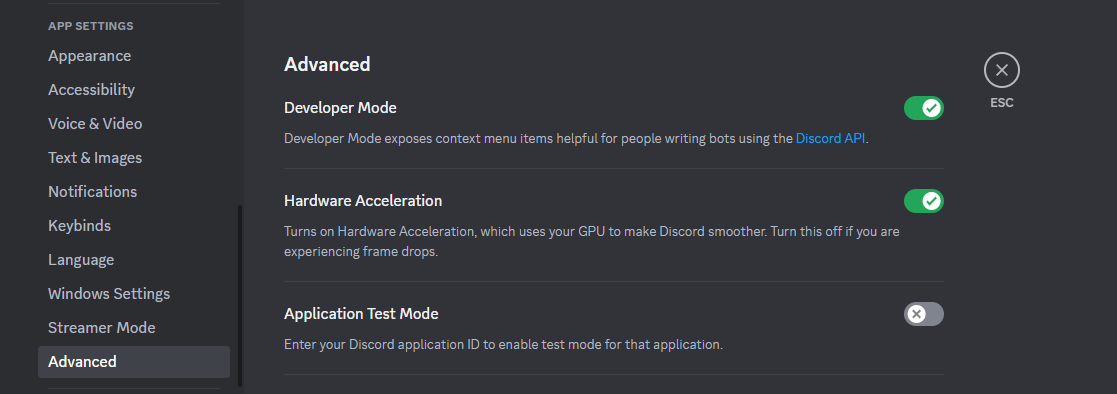 APP SETTINGS
Appearance
Accessibility
Voice & Video
Text & Images
Notifications
Keybinds
Language
Windows Settings
Streamer Mode
Advanced
Advanced
ESC
Developer Mode
Developer Mode exposes context menu items helpful for people writing bots using the Discord API.
Hardware Acceleration
Turns on Hardware Acceleration, which uses your GPU to make Discord smoother. Turn this off if you are
experiencing frame drops.
Application Test Mode
Enter your Discord application ID to enable test mode for that application.